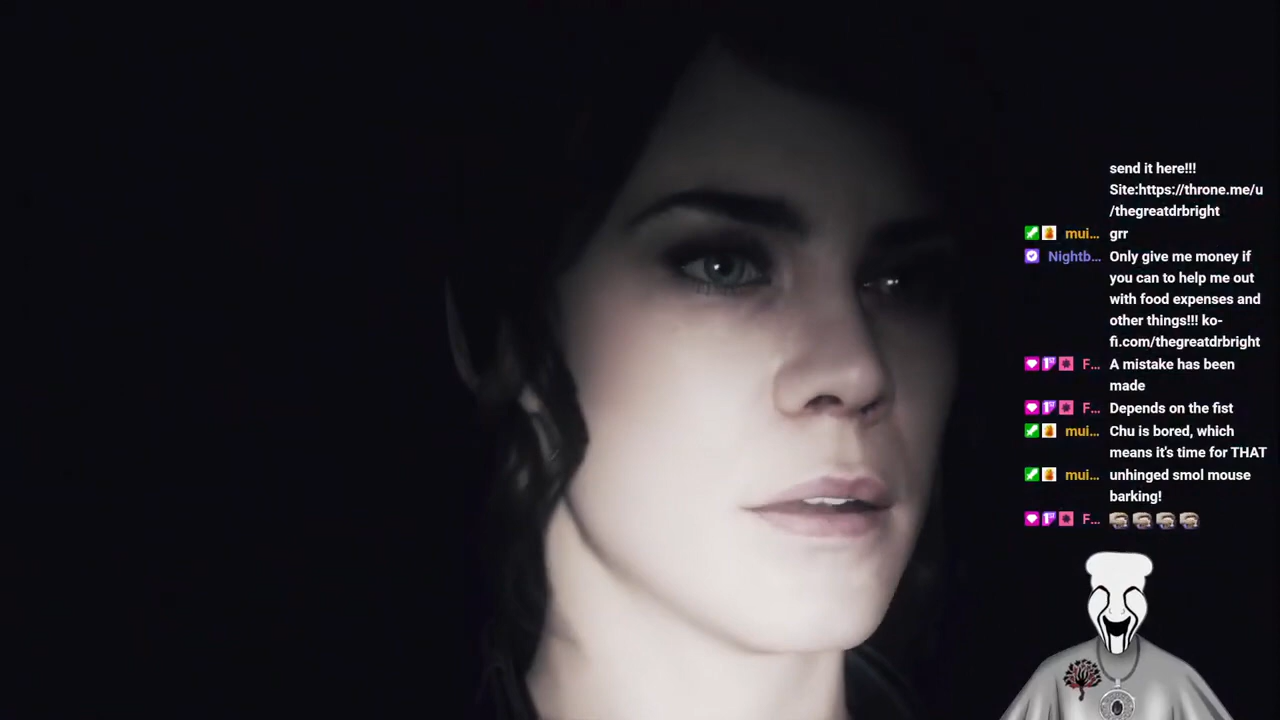 send it here!!!
Site:https://throne.me/u
/thegreatdrbright
mui... grr
Nightb... Only give me money if
you can to help me out
with food expenses and
other things!!! ko-
fi.com/thegreatdrbright
F... A mistake has been
made
F... Depends on the fist
mui... Chu is bored, which
means it's time for THAT
mui... unhinged smol mouse
barking!
F...